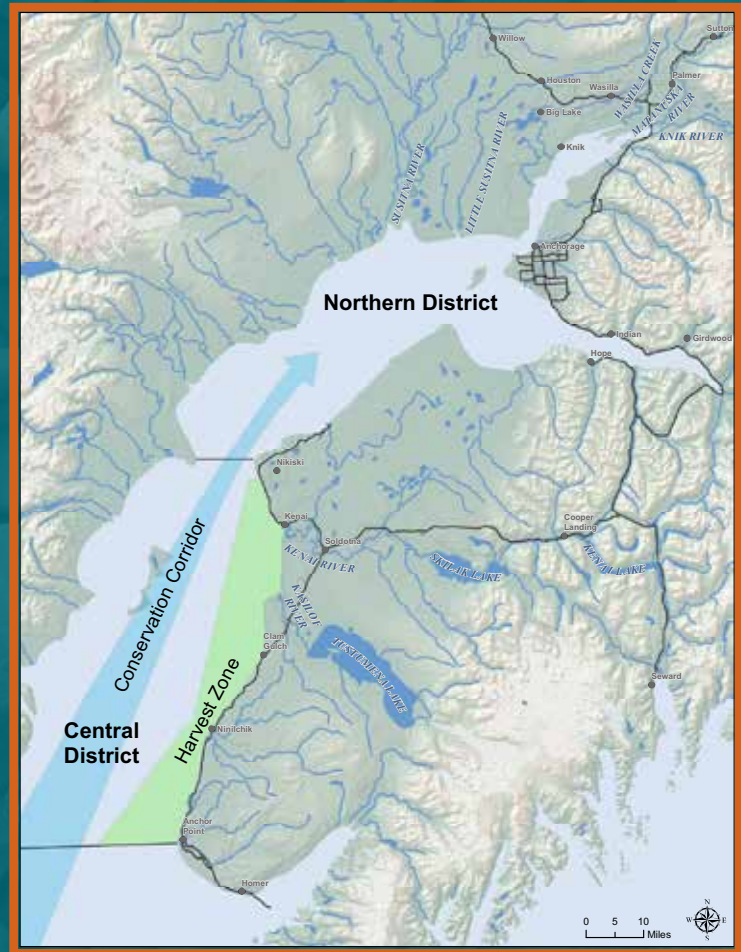 Willow
Sutton
Houston
Wasilla
Palmer
WASILLA CREEK
MATANUSKA
RIVER
Big Lake
Knik
KNIK RIVER
SUSITNA RIVER
LITTLE SUSITNA RIVER
Anchorage
Northern District
Indian
Girdwood
Hope
Nikiski
Kenai
Cooper
Landing
Soldotna
KENAI RIVER
SKILAK LAKE
KENAI LAKE
Conservation Corridor
KASILOF
RIVER
Clam
Gulch
TUSTUMENA LAKE
Harvest Zone
Seward
Central
District
Ninilchik
Anchor
Point
Homer
0 5 10
Miles
N
W E
S